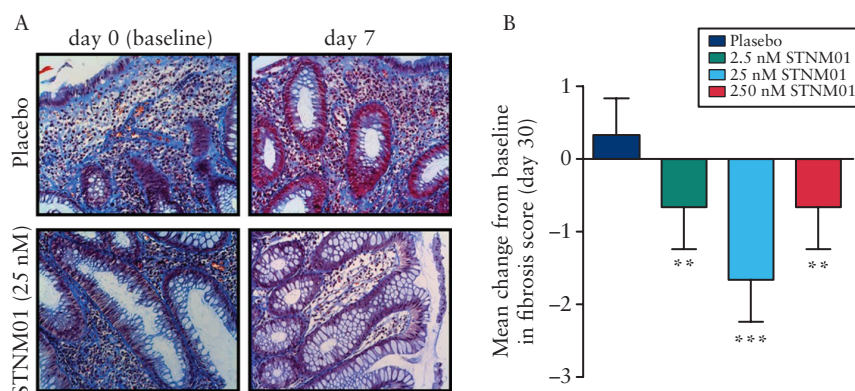 A
day 0 (baseline)
day 7
Placebo
STNM01 (25 nM)
B
Placebo
2.5 nM STNM01
25 nM STNM01
250 nM STNM01
Mean change from baseline
in fibrosis score (day 30)
1
0
−1
−2
−3
**
***
**